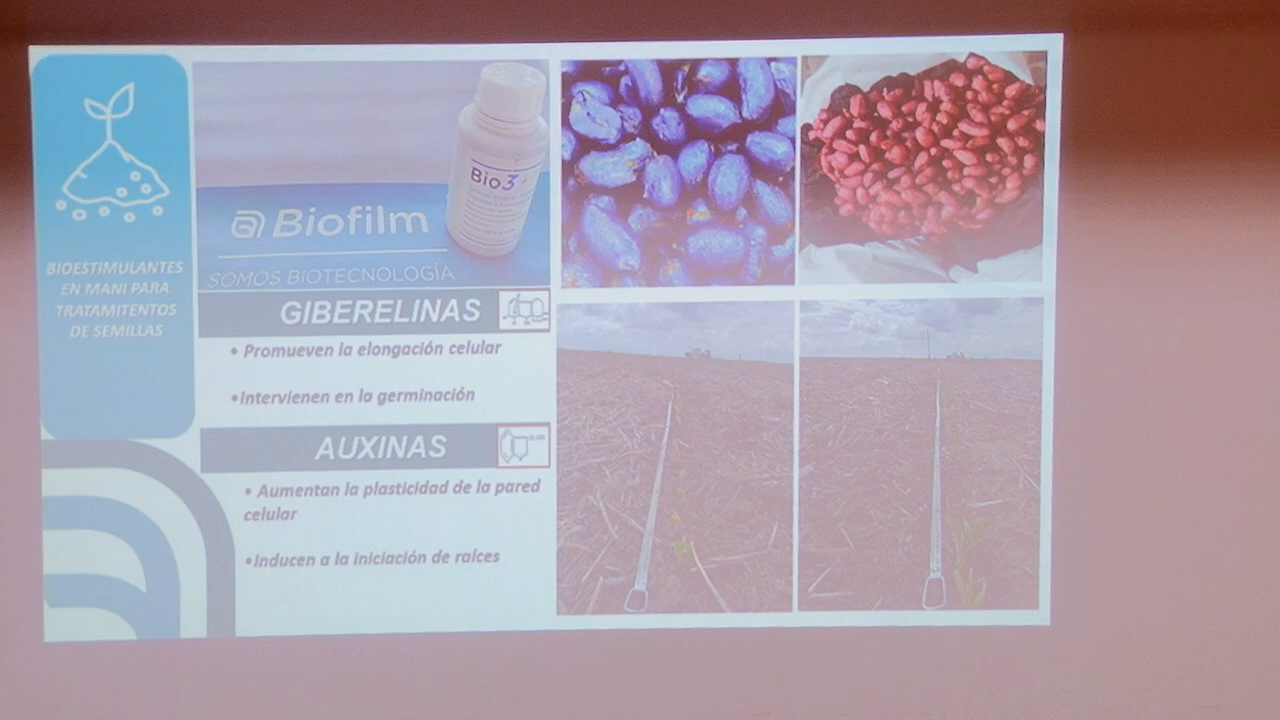 BIOESTIMULANTES
EN MANI PARA
TRATAMITENTOS
DE SEMILLAS
Bio3
Biofilm
SOMOS BIOTECNOLOGÍA
GIBERELINAS
• Promueven la elongación celular
•Intervienen en la germinación
AUXINAS
• Aumentan la plasticidad de la pared
celular
•Inducen a la iniciación de raíces